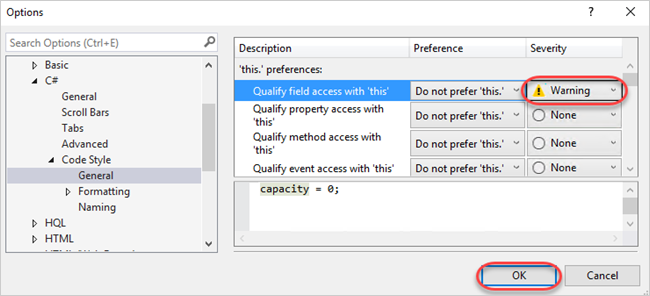 Options
Search Options (Ctrl+E)
Basic
C#
General
Scroll Bars
Tabs
Advanced
Code Style
General
Formatting
Naming
HQL
HTML
Description Preference Severity
'this.' preferences:
Qualify field access with 'this' Do not prefer 'this.' Warning
Qualify property access with 'this' Do not prefer 'this.' None
Qualify method access with 'this' Do not prefer 'this.' None
Qualify event access with 'this' Do not prefer 'this.' None
capacity = 0;
OK Cancel